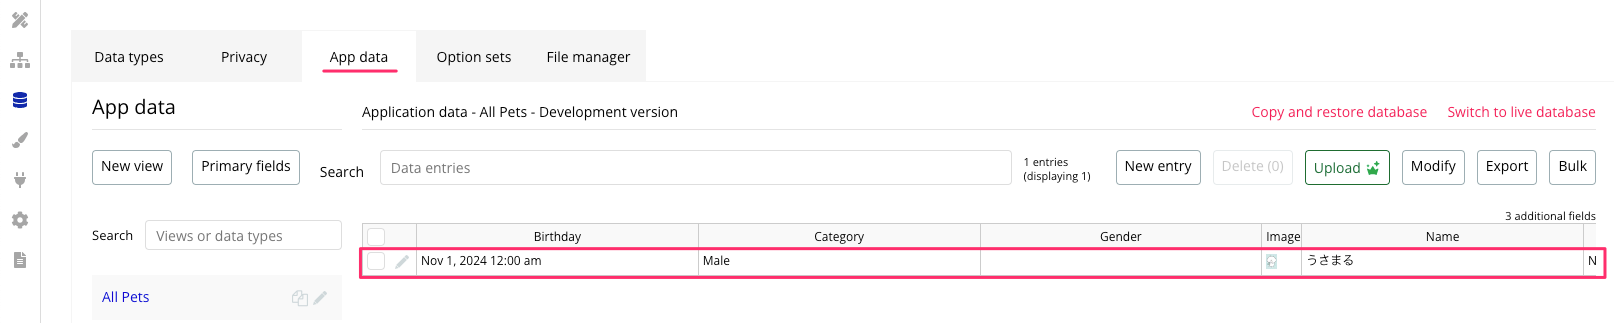 Data types Privacy App data Option sets File manager
App data
Application data - All Pets - Development version Copy and restore database Switch to live database
New view Primary fields Search Data entries 1 entries New entry Delete (0) Upload Modify Export Bulk
(displaying 1)
3 additional fields
Search Views or data types
Birthday Category Gender Image Name
Nov 1, 2024 12:00 am Male うさまる N
All Pets